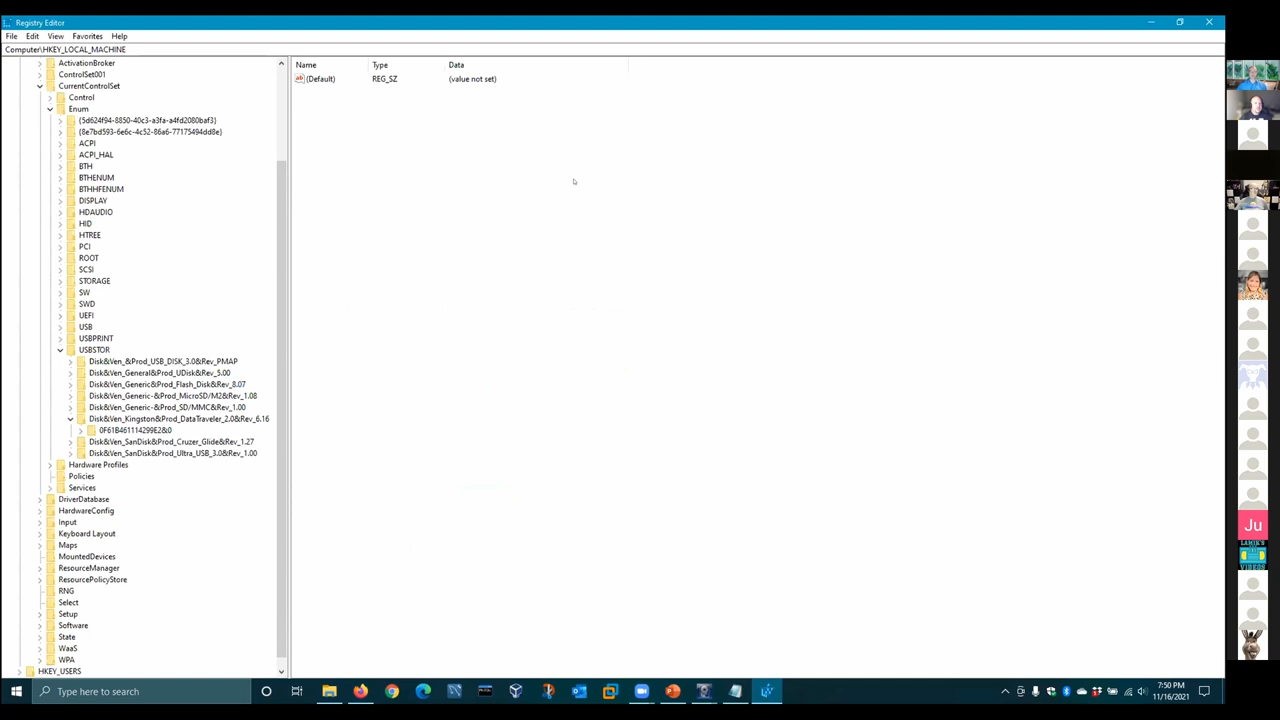 Registry Editor
File Edit View Favorites Help
Computer\HKEY_LOCAL_MACHINE
ActivationBroker
ControlSet001
CurrentControlSet
Control
Enum
{5d624f94-8850-40c3-a3fa-a4fd2080baf3}
{8e7bd593-6e6c-4c52-86a6-77175494dd8e}
ACPI
ACPI_HAL
BTH
BTHENUM
BTHHFENUM
DISPLAY
HDAUDIO
HID
HTREE
PCI
ROOT
SCSI
STORAGE
SW
SWD
UEFI
USB
USBPRINT
USBSTOR
Disk&Ven_&Prod_USB_DISK_3.0&Rev_PMAP
Disk&Ven_General&Prod_UDisk&Rev_5.00
Disk&Ven_Generic&Prod_Flash_Disk&Rev_8.07
Disk&Ven_Generic-&Prod_MicroSD/M2&Rev_1.08
Disk&Ven_Generic-&Prod_SD/MMC&Rev_1.00
Disk&Ven_Kingston&Prod_DataTraveler_2.0&Rev_6.16
0F61B461114299E2&0
Disk&Ven_SanDisk&Prod_Cruzer_Glide&Rev_1.27
Disk&Ven_SanDisk&Prod_Ultra_USB_3.0&Rev_1.00
Hardware Profiles
Policies
Services
DriverDatabase
HardwareConfig
Input
Keyboard Layout
Maps
MountedDevices
ResourceManager
ResourcePolicyStore
RNG
Select
Setup
Software
State
WaaS
WPA
HKEY_USERS
Name Type Data
(Default) REG_SZ (value not set)
Ju
LAMIK'S
VIDEOS
Type here to search
7:50 PM
11/16/2021